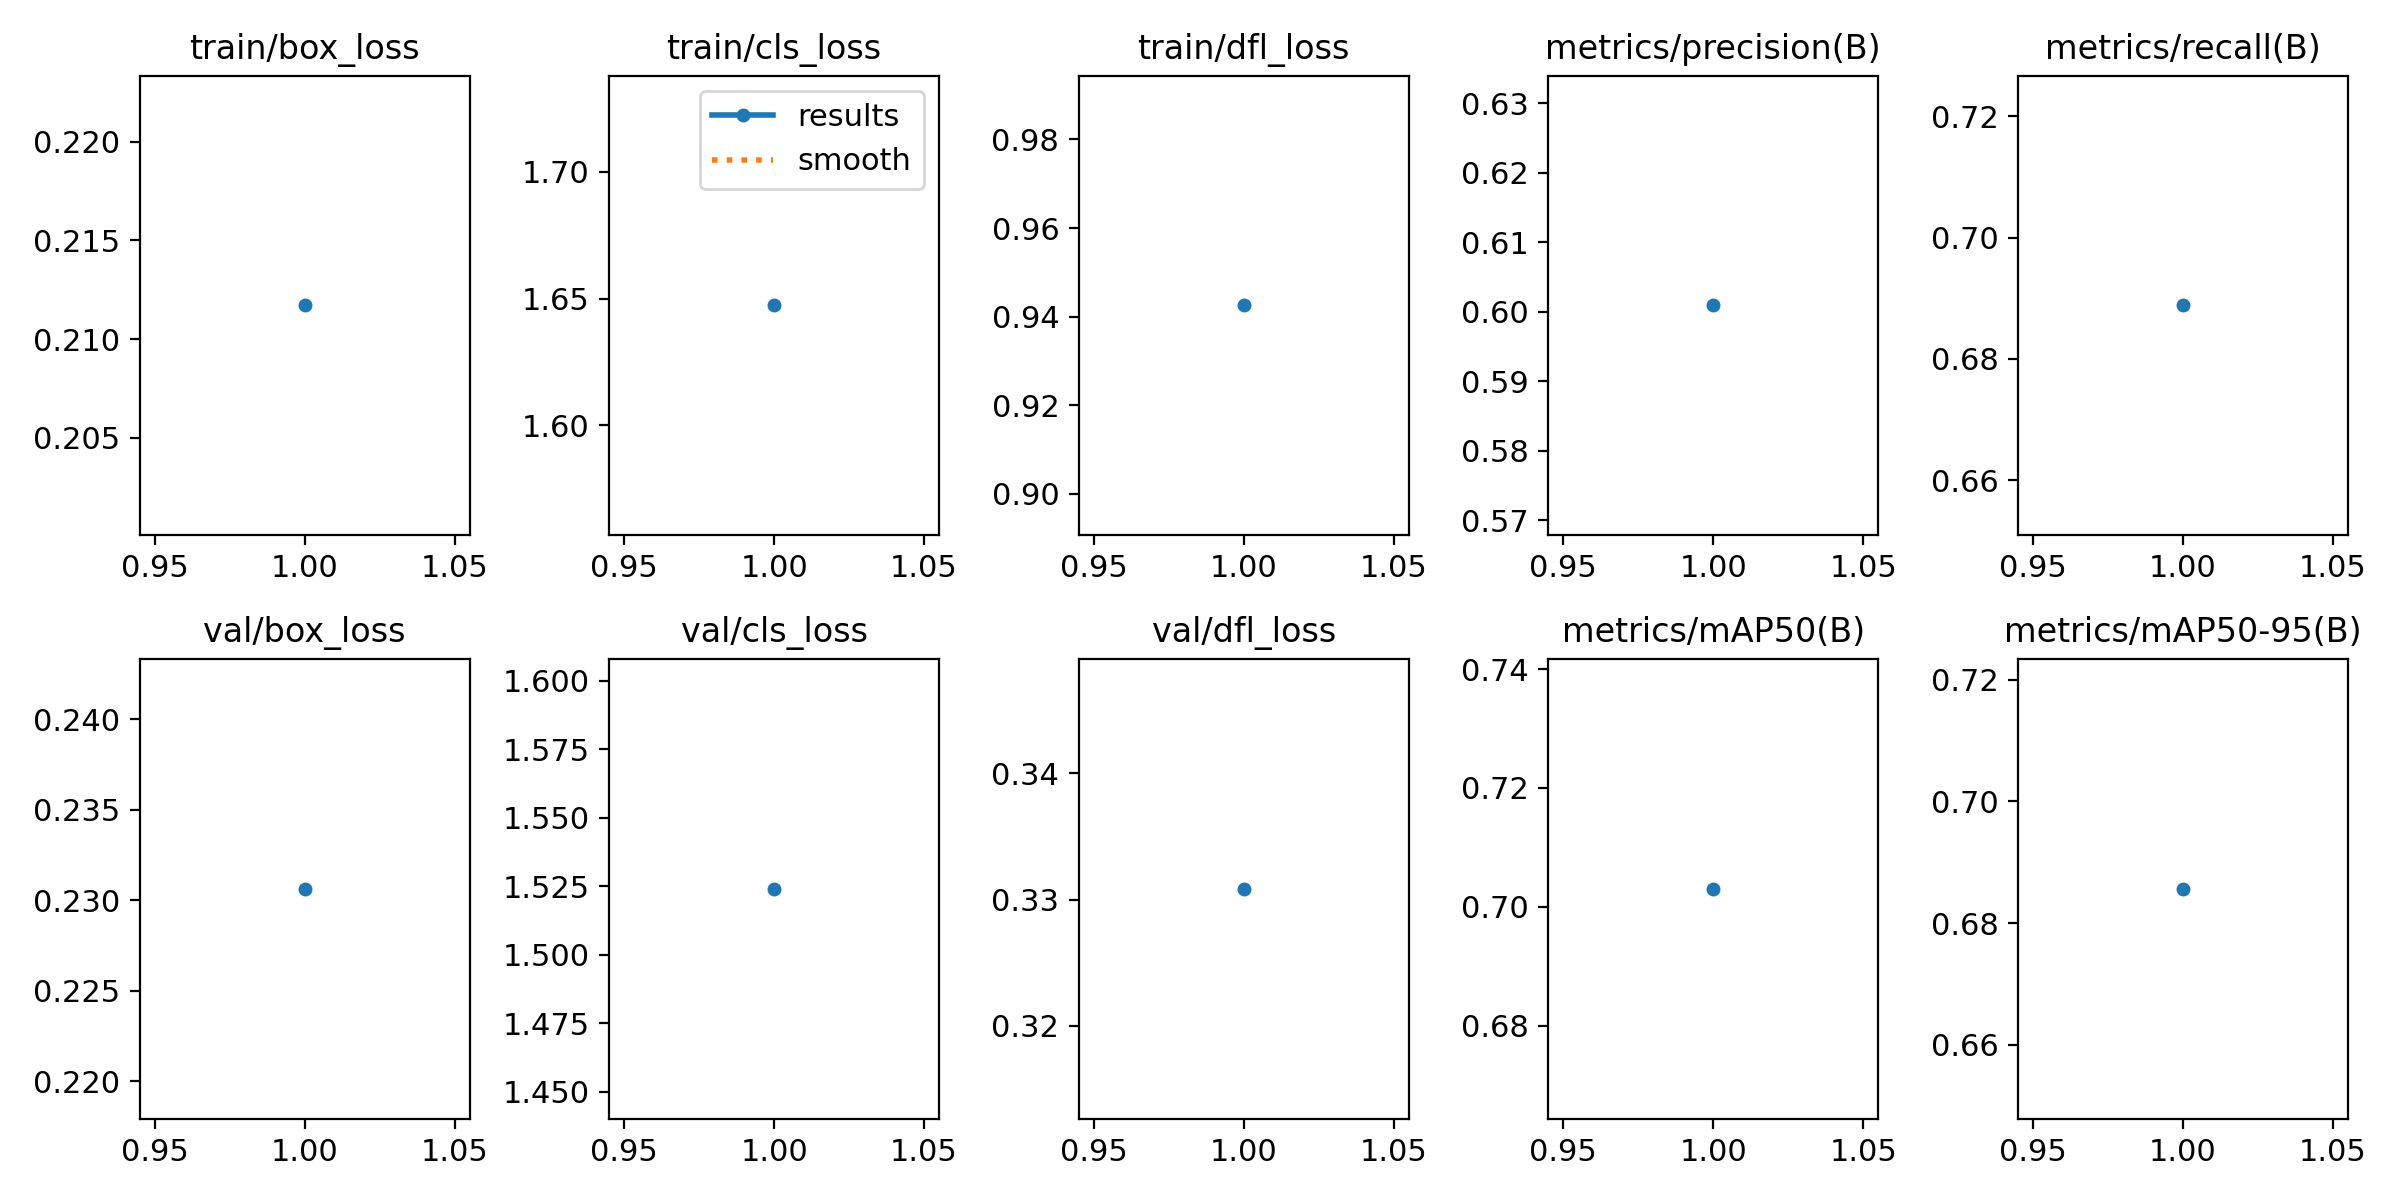 train/box_loss
0.220
0.215
0.210
0.205
0.95 1.00 1.05
train/cls_loss
results
smooth
1.70
1.65
1.60
0.95 1.00 1.05
train/dfl_loss
0.98
0.96
0.94
0.92
0.90
0.95 1.00 1.05
metrics/precision(B)
0.63
0.62
0.61
0.60
0.59
0.58
0.57
0.95 1.00 1.05
metrics/recall(B)
0.72
0.70
0.68
0.66
0.95 1.00 1.05
val/box_loss
0.240
0.235
0.230
0.225
0.220
0.95 1.00 1.05
val/cls_loss
1.600
1.575
1.550
1.525
1.500
1.475
1.450
0.95 1.00 1.05
val/dfl_loss
0.34
0.33
0.32
0.95 1.00 1.05
metrics/mAP50(B)
0.74
0.72
0.70
0.68
0.95 1.00 1.05
metrics/mAP50-95(B)
0.72
0.70
0.68
0.66
0.95 1.00 1.05